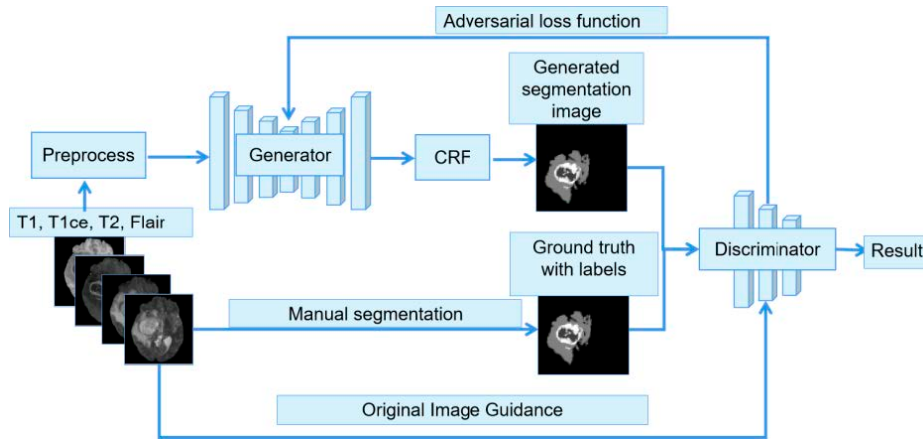 Adversarial loss function
Generated
segmentation
image
Preprocess
Generator
CRF
T1, T1ce, T2, Flair
Ground truth
with labels
Discriminator
Result
Manual segmentation
Original Image Guidance